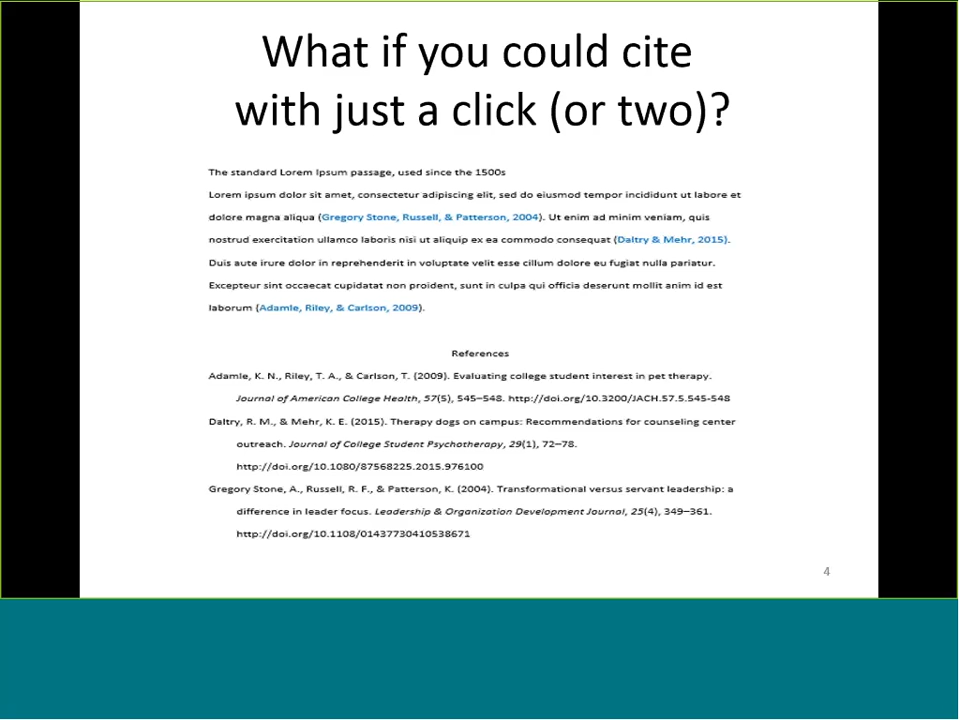 What if you could cite
with just a click (or two)?
The standard Lorem Ipsum passage, used since the 1500s
Lorem ipsum dolor sit amet, consectetur adipiscing elit, sed do eiusmod tempor incididunt ut labore et
dolore magna aliqua (Gregory Stone, Russell, & Patterson, 2004). Ut enim ad minim veniam, quis
nostrud exercitation ullamco laboris nisi ut aliquip ex ea commodo consequat (Daltry & Mehr, 2015).
Duis aute irure dolor in reprehenderit in voluptate velit esse cillum dolore eu fugiat nulla pariatur.
Excepteur sint occaecat cupidatat non proident, sunt in culpa qui officia deserunt mollit anim id est
laborum (Adamle, Riley, & Carlson, 2009).
References
Adamle, K. N., Riley, T. A., & Carlson, T. (2009). Evaluating college student interest in pet therapy.
Journal of American College Health, 57(5), 545–548. http://doi.org/10.3200/JACH.57.5.545-548
Daltry, R. M., & Mehr, K. E. (2015). Therapy dogs on campus: Recommendations for counseling center
outreach. Journal of College Student Psychotherapy, 29(1), 72–78.
http://doi.org/10.1080/87568225.2015.976100
Gregory Stone, A., Russell, R. F., & Patterson, K. (2004). Transformational versus servant leadership: a
difference in leader focus. Leadership & Organization Development Journal, 25(4), 349–361.
http://doi.org/10.1108/01437730410538671
4